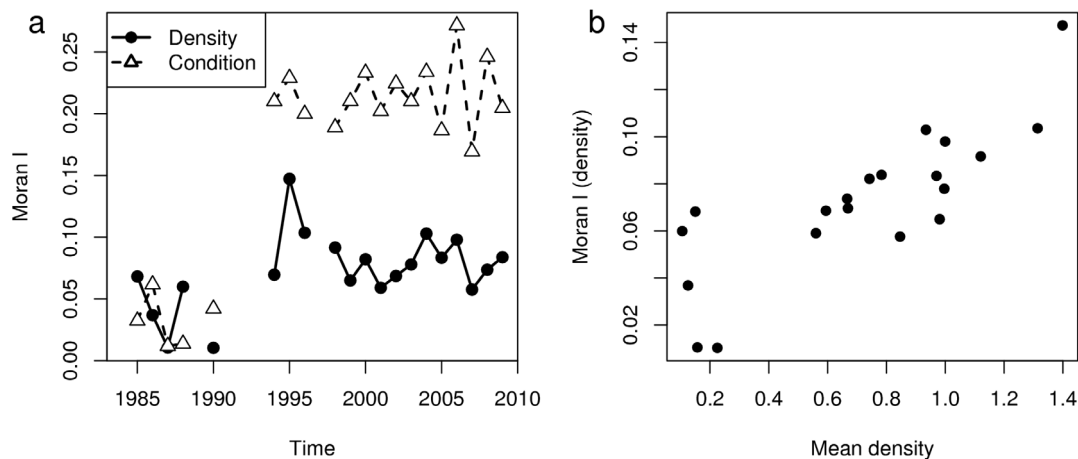 a
Density
Condition
Moran I
0.00 0.05 0.10 0.15 0.20 0.25
1985 1990 1995 2000 2005 2010
Time
b
Moran I (density)
0.02 0.06 0.10 0.14
0.2 0.4 0.6 0.8 1.0 1.2 1.4
Mean density